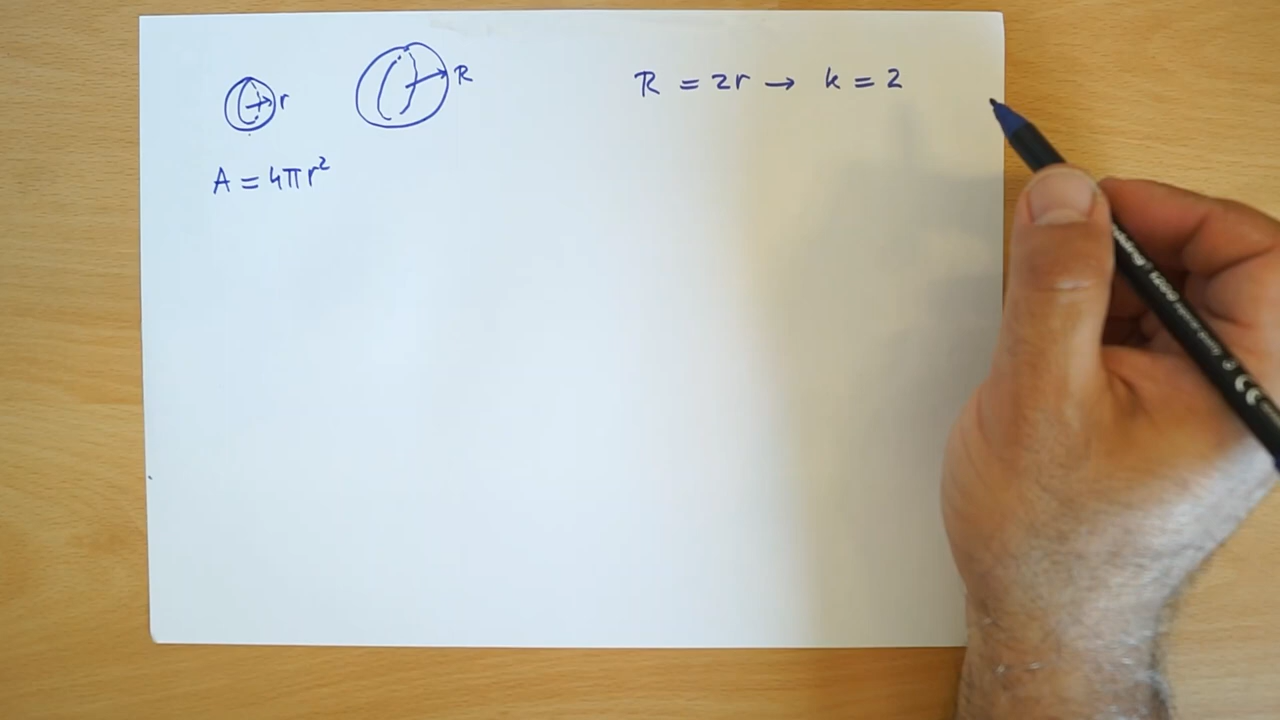 r
R
R = 2r → k = 2
A = 4πr²